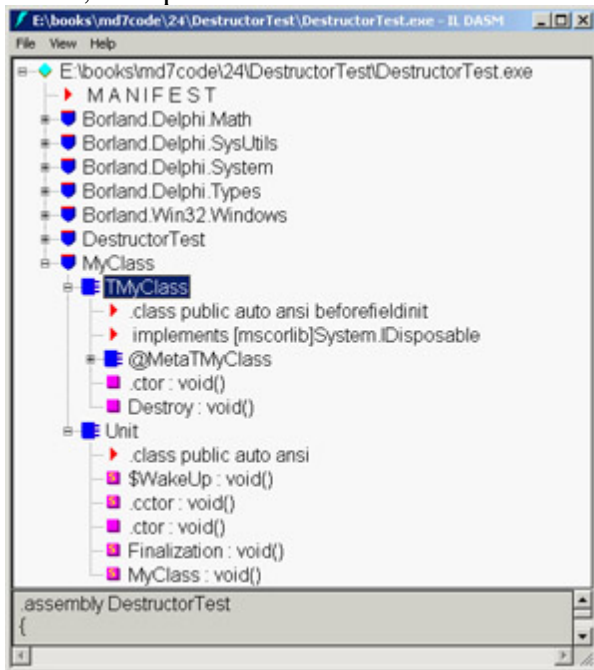 E:\books\md7code\24\DestructorTest\DestructorTest.exe - IL DASM
File View Help
E:\books\md7code\24\DestructorTest\DestructorTest.exe
M A N I F E S T
Borland.Delphi.Math
Borland.Delphi.SysUtils
Borland.Delphi.System
Borland.Delphi.Types
Borland.Win32.Windows
DestructorTest
MyClass
TMyClass
.class public auto ansi beforefieldinit
implements [mscorlib]System.IDisposable
@MetaTMyClass
.ctor : void()
Destroy : void()
Unit
.class public auto ansi
$WakeUp : void()
.cctor : void()
.ctor : void()
Finalization : void()
MyClass : void()
.assembly DestructorTest
{